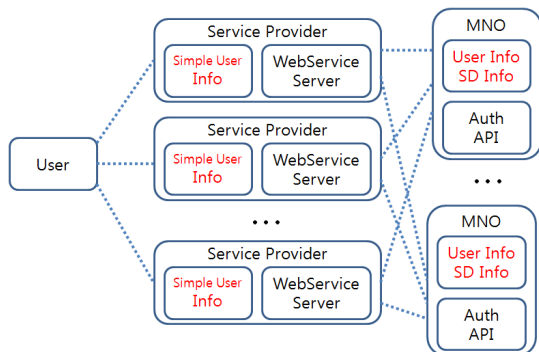 User
Service Provider
Simple User
Info
WebService
Server
Service Provider
Simple User
Info
WebService
Server
...
Service Provider
Simple User
Info
WebService
Server
MNO
User Info
SD Info
Auth
API
...
MNO
User Info
SD Info
Auth
API